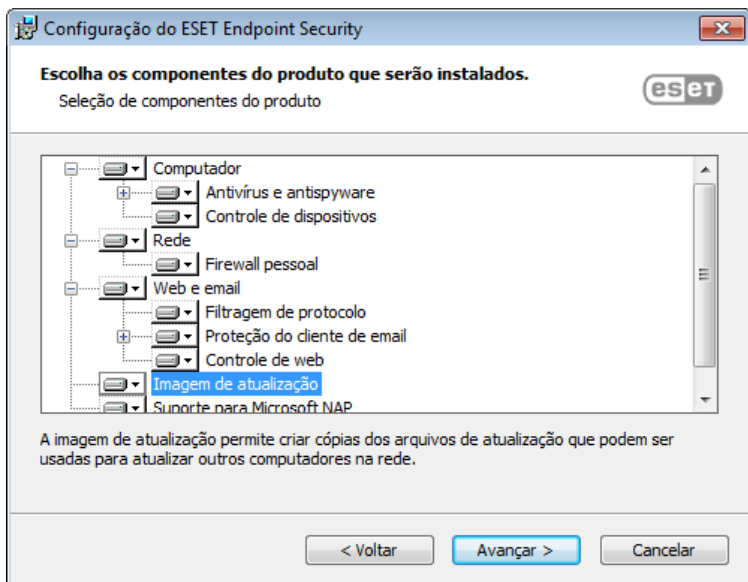 Configuração do ESET Endpoint Security
Escolha os componentes do produto que serão instalados.
Seleção de componentes do produto
eset
Computador
Antivírus e antispyware
Controle de dispositivos
Rede
Firewall pessoal
Web e email
Filtragem de protocolo
Proteção do cliente de email
Controle de web
Imagem de atualização
Suporte para Microsoft NAP
A imagem de atualização permite criar cópias dos arquivos de atualização que podem ser
usadas para atualizar outros computadores na rede.
< Voltar
Avançar >
Cancelar